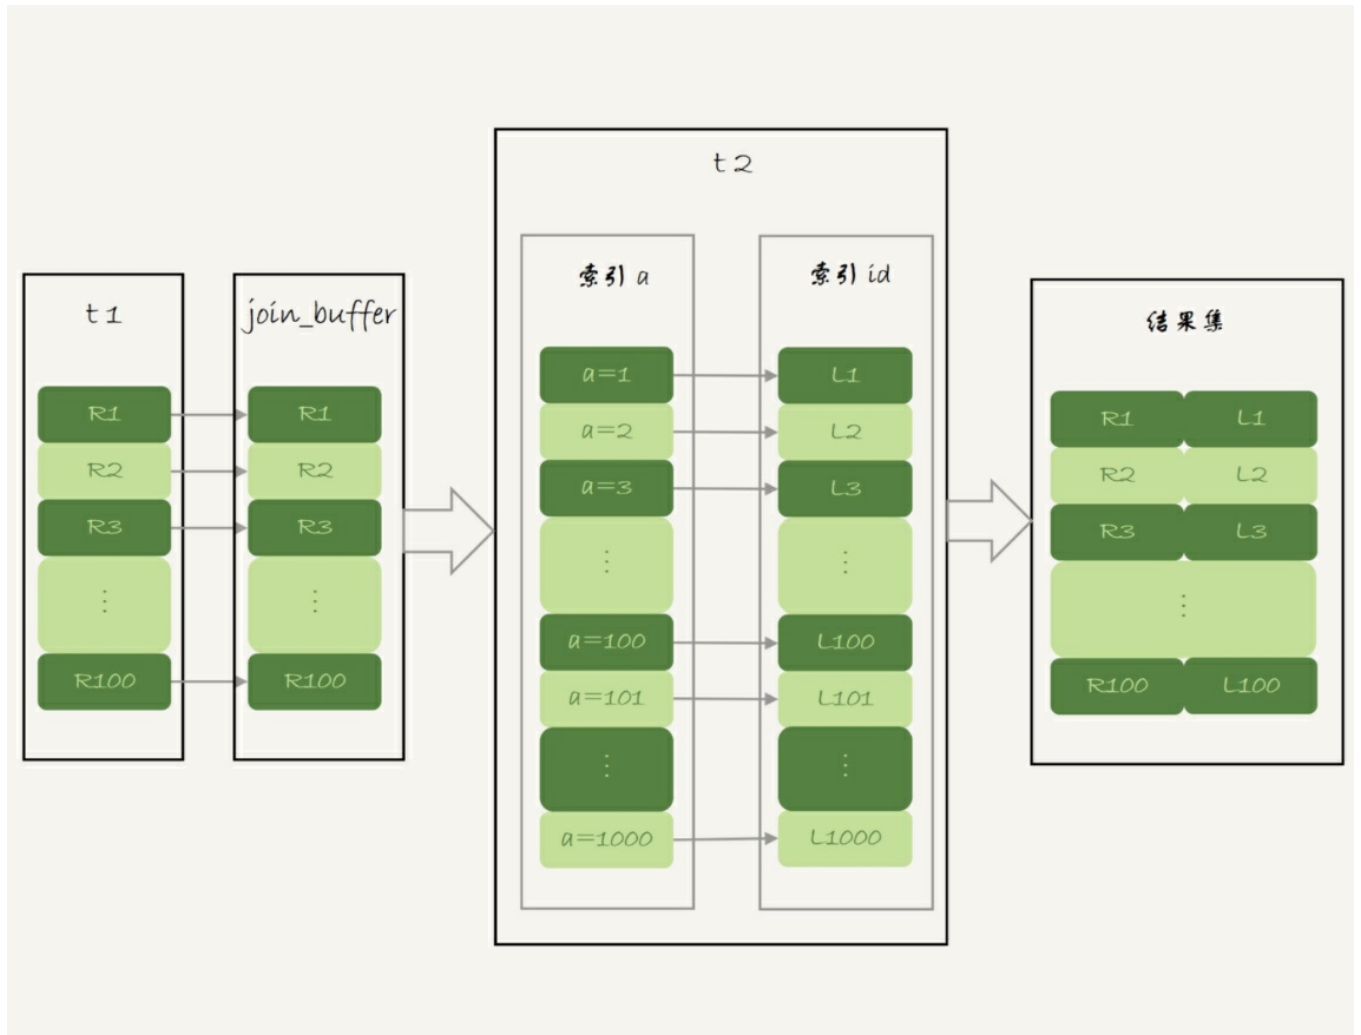 t1
R1
R2
R3
⋮
R100
join_buffer
R1
R2
R3
⋮
R100
t2
索引 a
a=1
a=2
a=3
⋮
a=100
a=101
⋮
a=1000
索引 id
L1
L2
L3
⋮
L100
L101
⋮
L1000
结果集
R1 L1
R2 L2
R3 L3
⋮
R100 L100